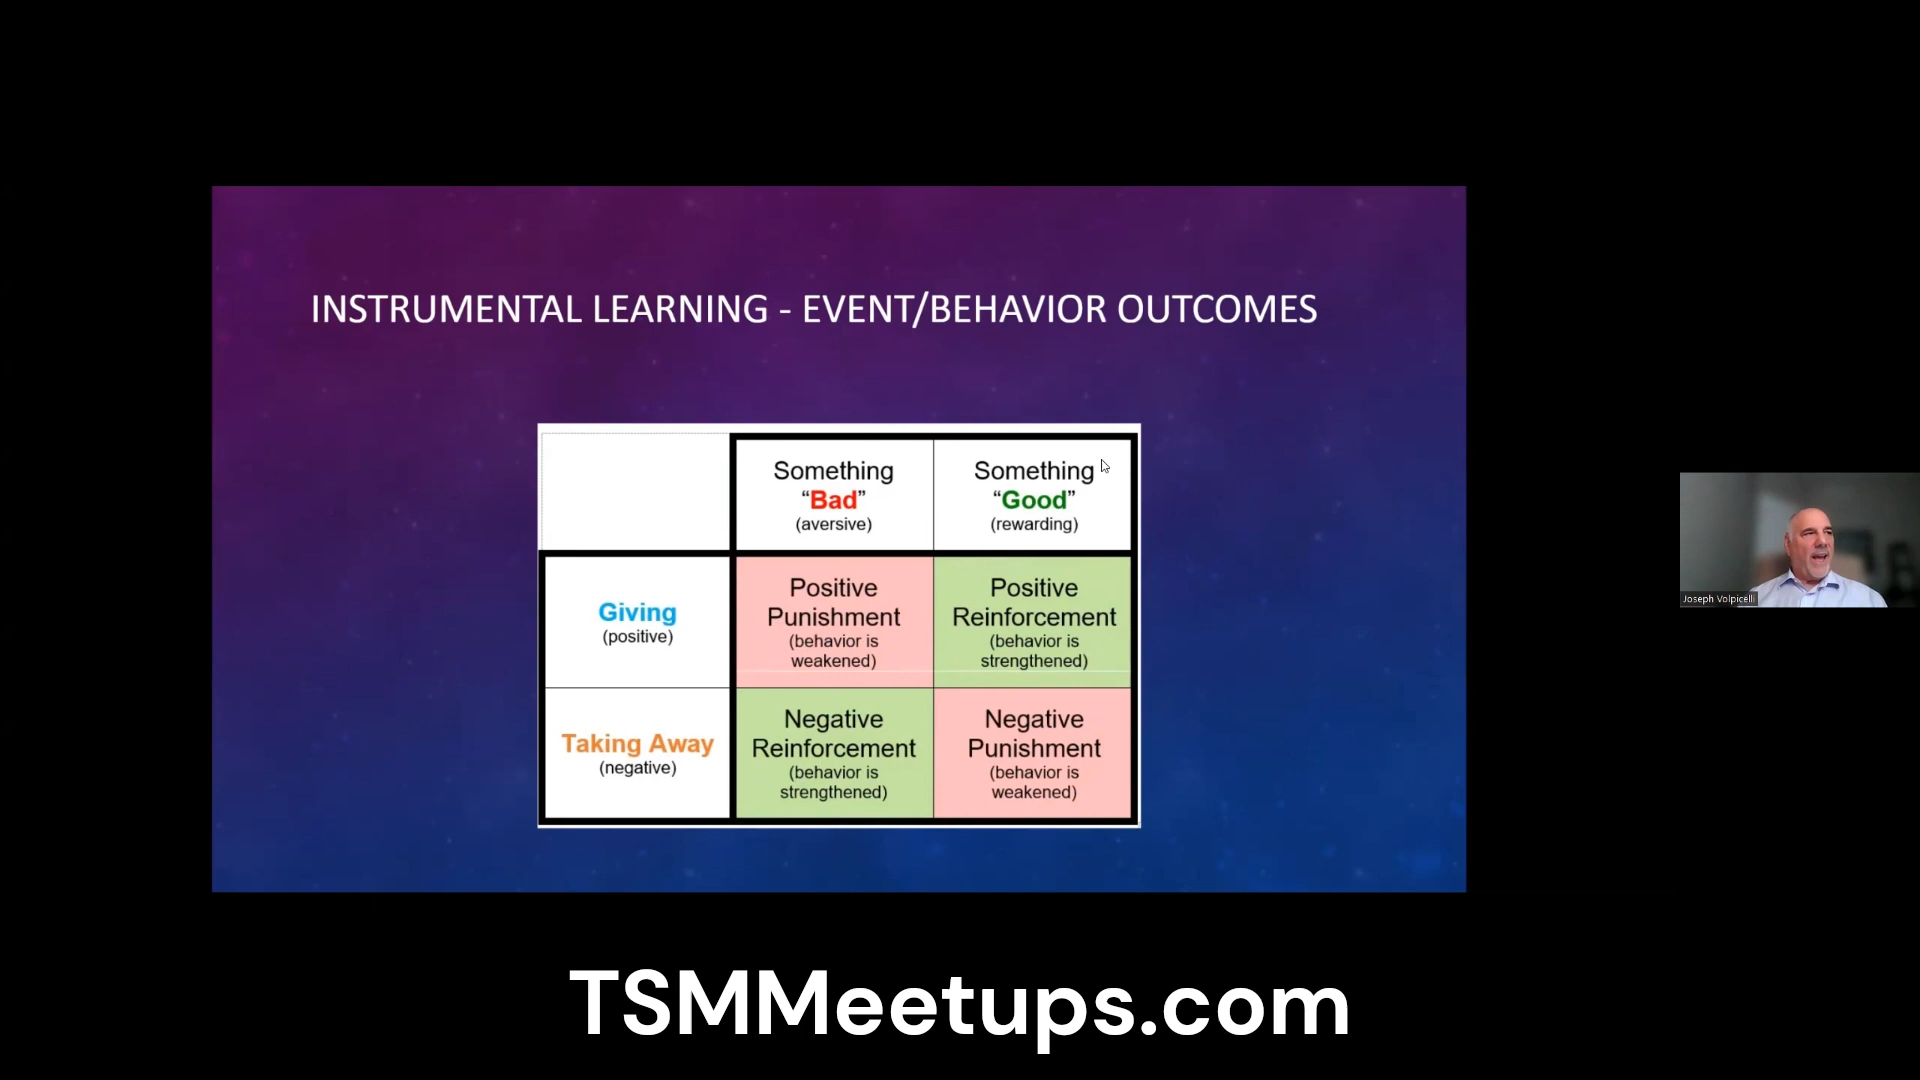 INSTRUMENTAL LEARNING - EVENT/BEHAVIOR OUTCOMES
Something
“Bad”
(aversive)
Something
“Good”
(rewarding)
Giving
(positive)
Positive
Punishment
(behavior is
weakened)
Positive
Reinforcement
(behavior is
strengthened)
Taking Away
(negative)
Negative
Reinforcement
(behavior is
strengthened)
Negative
Punishment
(behavior is
weakened)
Joseph Volpicelli
TSMMeetups.com